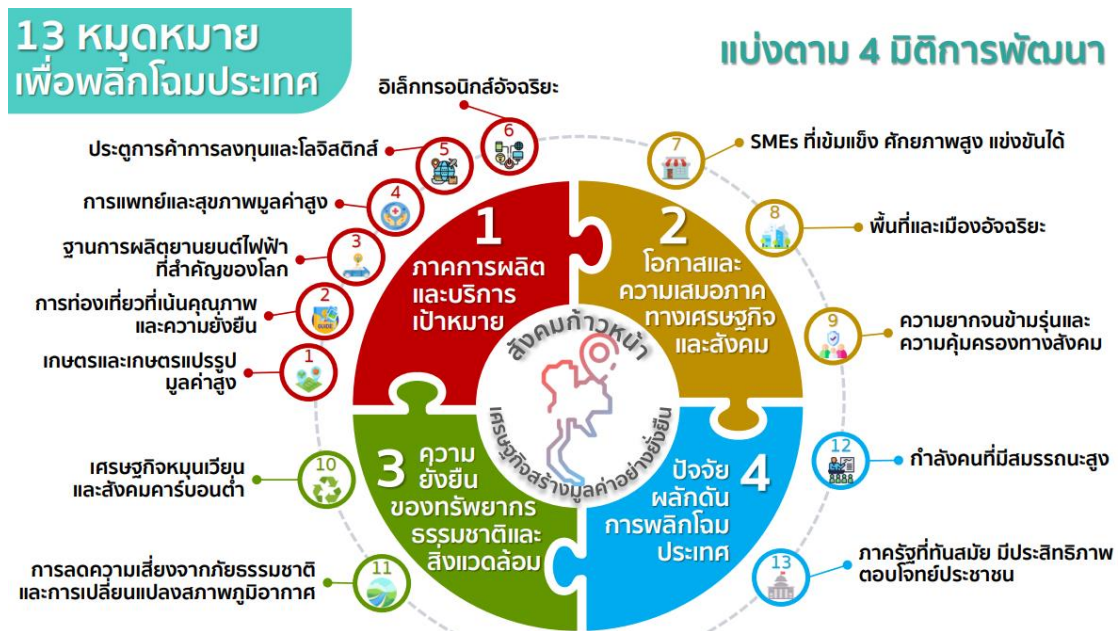 13 หมุดหมาย
เพื่อพลิกโฉมประเทศ
แบ่งตาม 4 มิติการพัฒนา
อิเล็กทรอนิกส์อัจฉริยะ
6
ประตูการค้าการลงทุนและโลจิสติกส์
5
การแพทย์และสุขภาพมูลค่าสูง
4
ฐานการผลิตยานยนต์ไฟฟ้า
ที่สำคัญของโลก
3
การท่องเที่ยวที่เน้นคุณภาพ
และความยั่งยืน
2
GUIDE
เกษตรและเกษตรแปรรูป
มูลค่าสูง
1
1
ภาคการผลิต
และบริการ
เป้าหมาย
2
โอกาสและ
ความเสมอภาค
ทางเศรษฐกิจ
และสังคม
7
SMEs ที่เข้มแข็ง ศักยภาพสูง แข่งขันได้
8
พื้นที่และเมืองอัจฉริยะ
9
ความยากจนข้ามรุ่นและ
ความคุ้มครองทางสังคม
สังคมก้าวหน้า
เศรษฐกิจสร้างมูลค่าอย่างยั่งยืน
10
เศรษฐกิจหมุนเวียน
และสังคมคาร์บอนต่ำ
11
การลดความเสี่ยงจากภัยธรรมชาติ
และการเปลี่ยนแปลงสภาพภูมิอากาศ
3
ความ
ยั่งยืน
ของทรัพยากร
ธรรมชาติและ
สิ่งแวดล้อม
4
ปัจจัย
ผลักดัน
การพลิกโฉม
ประเทศ
12
กำลังคนที่มีสมรรถนะสูง
13
ภาครัฐที่ทันสมัย มีประสิทธิภาพ
ตอบโจทย์ประชาชน